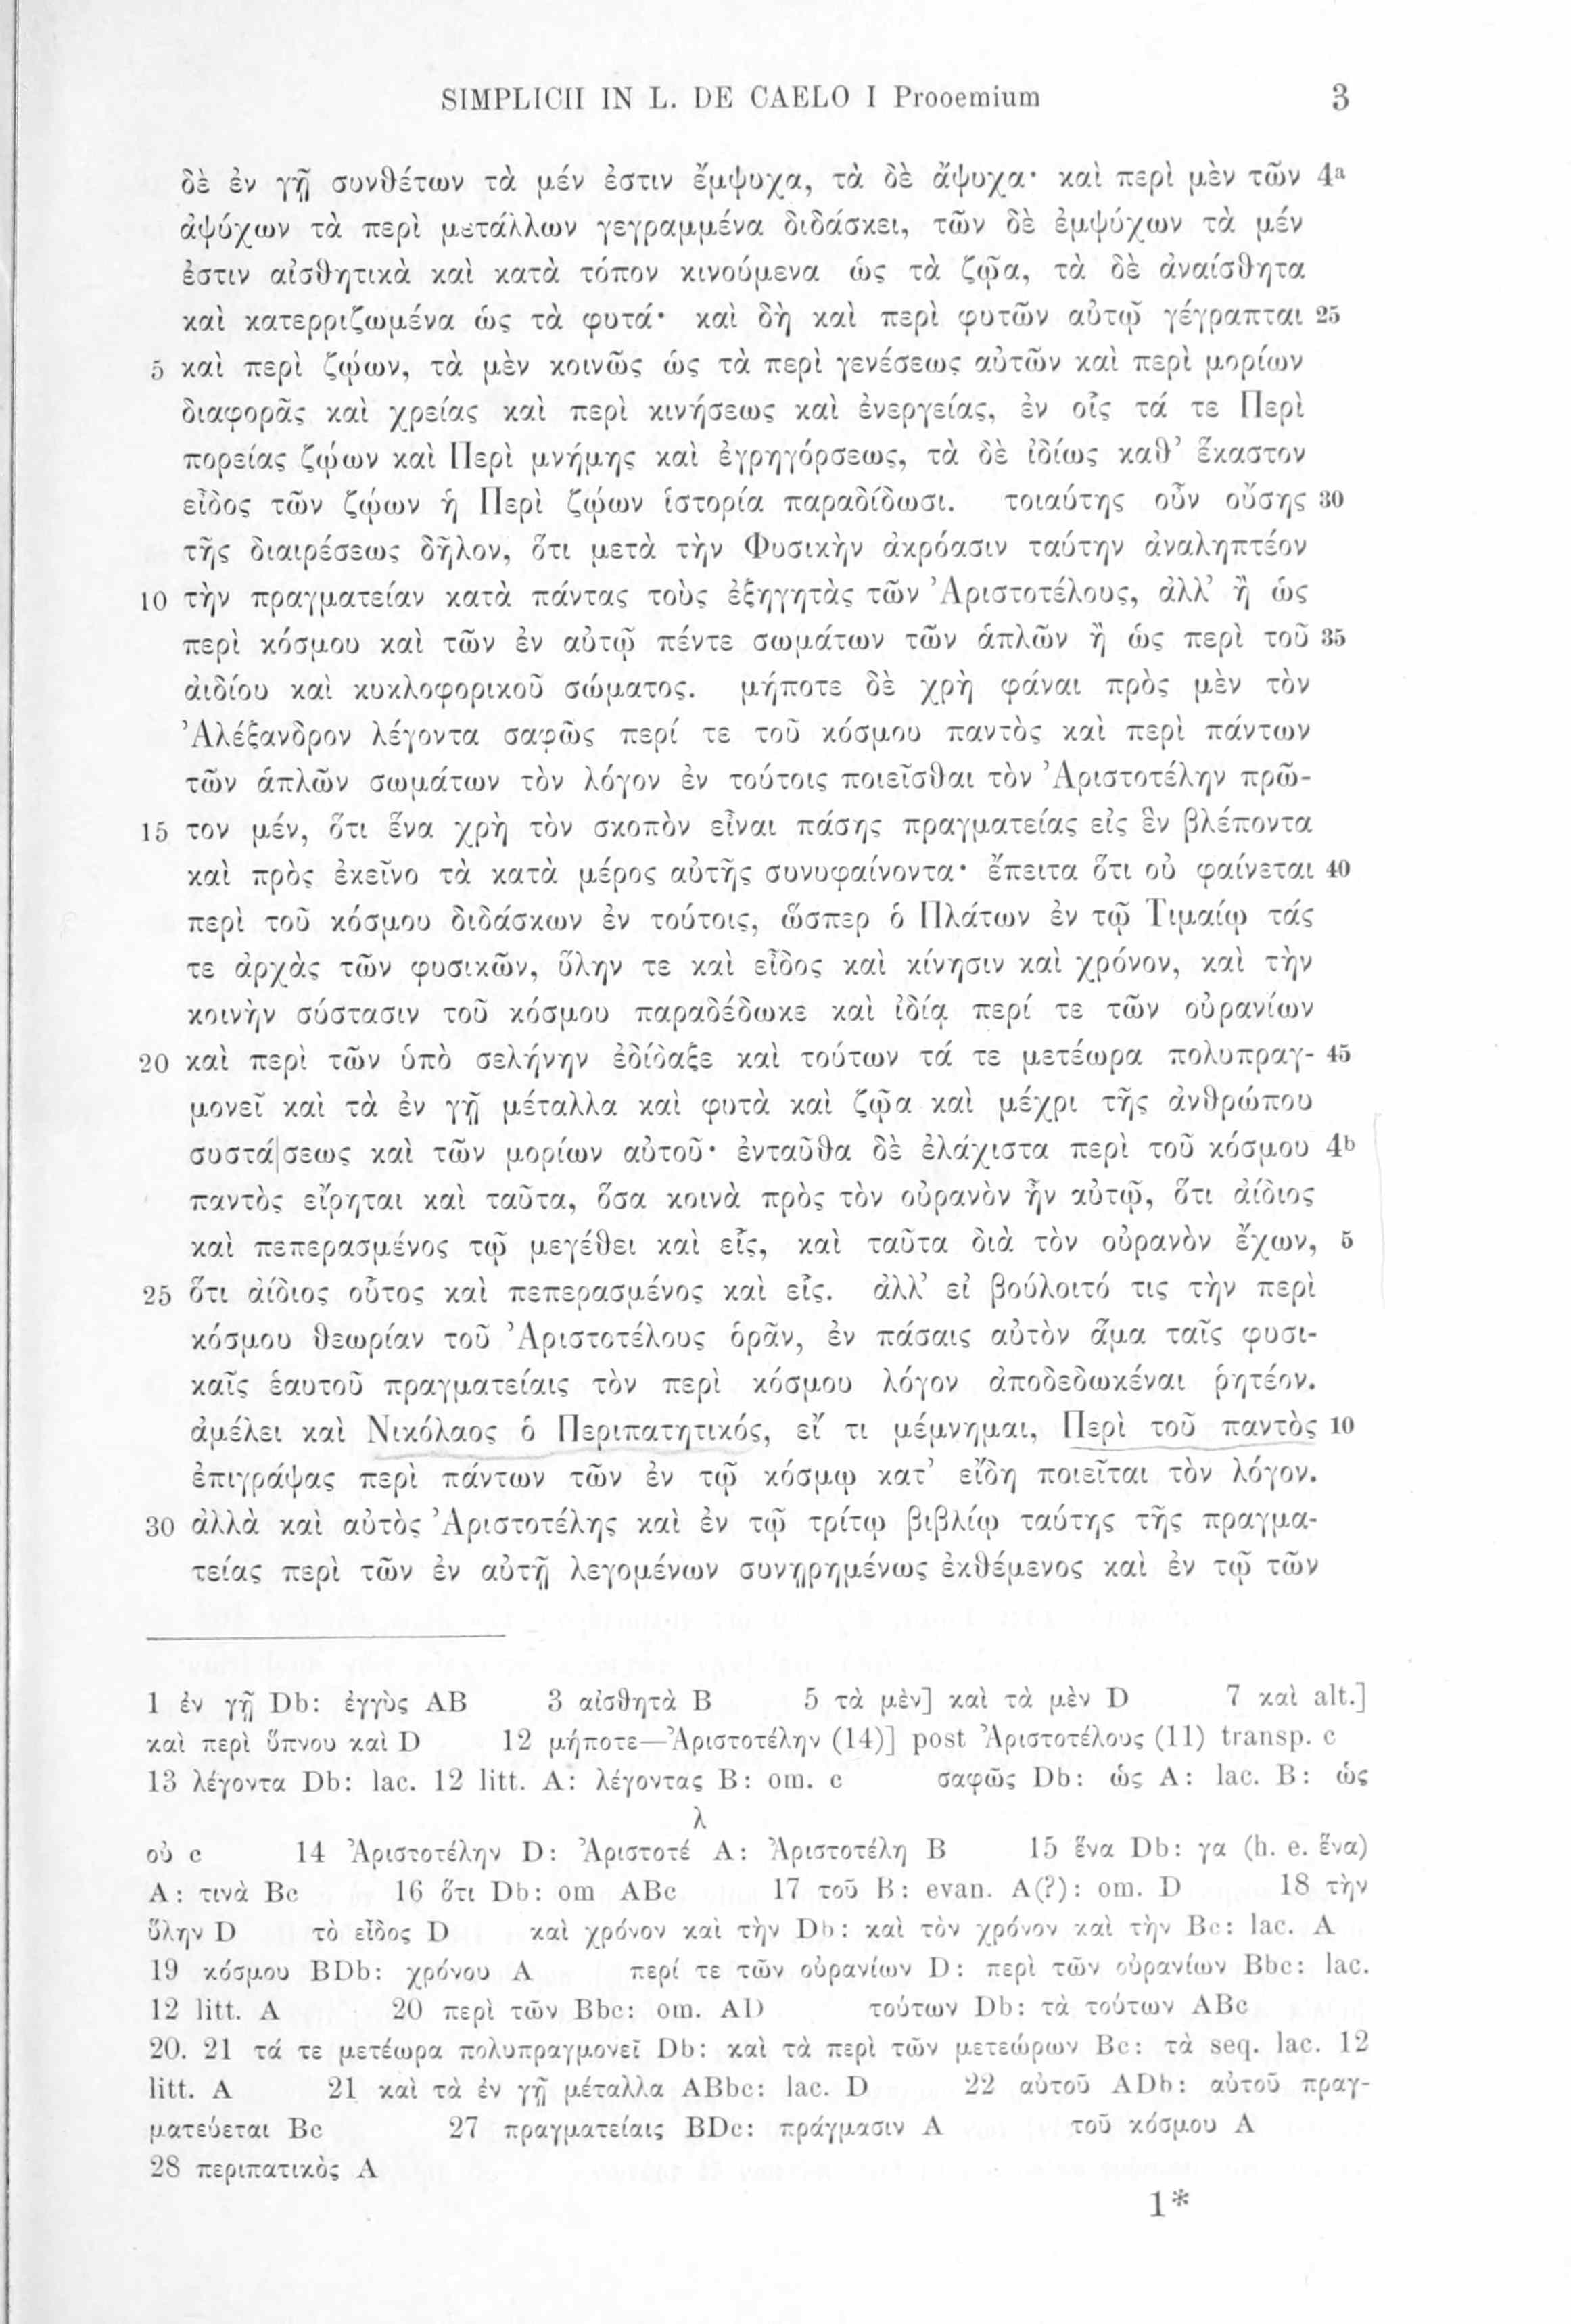 SIMPLICII IN L. DE CAELO I Prooemium 3
δὲ ἐν γῇ συνθέτων τὰ μέν ἐστιν ἔμψυχα, τὰ δὲ ἄψυχα· καὶ περὶ μὲν τῶν 4a
ἀψύχων τὰ περὶ μετάλλων γεγραμμένα διδάσκει, τῶν δὲ ἐμψύχων τὰ μέν
ἐστιν αἰσθητικὰ καὶ κατὰ τόπον κινούμενα ὡς τὰ ζῷα, τὰ δὲ ἀναίσθητα
καὶ κατερριζωμένα ὡς τὰ φυτά· καὶ δὴ καὶ περὶ φυτῶν αὐτῷ γέγραπται 25
5 καὶ περὶ ζῴων, τὰ μὲν κοινῶς ὡς τὰ περὶ γενέσεως αὐτῶν καὶ περὶ μορίων
διαφορᾶς καὶ χρείας καὶ περὶ κινήσεως καὶ ἐνεργείας, ἐν οἷς τά τε Περὶ
πορείας ζῴων καὶ Περὶ μνήμης καὶ ἐγρηγόρσεως, τὰ δὲ ἰδίως καθ’ ἕκαστον
εἶδος τῶν ζῴων ἡ Περὶ ζῴων ἱστορία παραδίδωσι. τοιαύτης οὖν οὔσης 30
τῆς διαιρέσεως δῆλον, ὅτι μετὰ τὴν Φυσικὴν ἀκρόασιν ταύτην ἀναληπτέον
10 τὴν πραγματείαν κατὰ πάντας τοὺς ἐξηγητὰς τῶν Ἀριστοτέλους, ἀλλ’ ἢ ὡς
περὶ κόσμου καὶ τῶν ἐν αὐτῷ πέντε σωμάτων τῶν ἁπλῶν ἢ ὡς περὶ τοῦ 35
ἀιδίου καὶ κυκλοφορικοῦ σώματος. μήποτε δὲ χρὴ φάναι πρὸς μὲν τὸν
Ἀλέξανδρον λέγοντα σαφῶς περί τε τοῦ κόσμου παντὸς καὶ περὶ πάντων
τῶν ἁπλῶν σωμάτων τὸν λόγον ἐν τούτοις ποιεῖσθαι τὸν Ἀριστοτέλην πρῶ-
15 τον μέν, ὅτι ἕνα χρὴ τὸν σκοπὸν εἶναι πάσης πραγματείας εἰς ἓν βλέποντα
καὶ πρὸς ἐκεῖνο τὰ κατὰ μέρος αὐτῆς συνυφαίνοντα· ἔπειτα ὅτι οὐ φαίνεται 40
περὶ τοῦ κόσμου διδάσκων ἐν τούτοις, ὥσπερ ὁ Πλάτων ἐν τῷ Τιμαίῳ τάς
τε ἀρχὰς τῶν φυσικῶν, ὕλην τε καὶ εἶδος καὶ κίνησιν καὶ χρόνον, καὶ τὴν
κοινὴν σύστασιν τοῦ κόσμου παραδέδωκε καὶ ἰδίᾳ περί τε τῶν οὐρανίων
20 καὶ περὶ τῶν ὑπὸ σελήνην ἐδίδαξε καὶ τούτων τά τε μετέωρα πολυπραγ- 45
μονεῖ καὶ τὰ ἐν γῇ μέταλλα καὶ φυτὰ καὶ ζῷα καὶ μέχρι τῆς ἀνθρώπου
συστά|σεως καὶ τῶν μορίων αὐτοῦ· ἐνταῦθα δὲ ἐλάχιστα περὶ τοῦ κόσμου 4b
παντὸς εἴρηται καὶ ταῦτα, ὅσα κοινὰ πρὸς τὸν οὐρανὸν ἦν αὐτῷ, ὅτι ἀίδιος
καὶ πεπερασμένος τῷ μεγέθει καὶ εἷς, καὶ ταῦτα διὰ τὸν οὐρανὸν ἔχων, 5
25 ὅτι ἀίδιος οὗτος καὶ πεπερασμένος καὶ εἷς. ἀλλ’ εἰ βούλοιτό τις τὴν περὶ
κόσμου θεωρίαν τοῦ Ἀριστοτέλους ὁρᾶν, ἐν πάσαις αὐτὸν ἅμα ταῖς φυσι-
καῖς ἑαυτοῦ πραγματείαις τὸν περὶ κόσμου λόγον ἀποδεδωκέναι ῥητέον.
ἀμέλει καὶ Νικόλαος ὁ Περιπατητικός, εἴ τι μέμνημαι, Περὶ τοῦ παντὸς 10
ἐπιγράψας περὶ πάντων τῶν ἐν τῷ κόσμῳ κατ’ εἴδη ποιεῖται τὸν λόγον.
30 ἀλλὰ καὶ αὐτὸς Ἀριστοτέλης καὶ ἐν τῷ τρίτῳ βιβλίῳ ταύτης τῆς πραγμα-
τείας περὶ τῶν ἐν αὐτῇ λεγομένων συνῃρημένως ἐκθέμενος καὶ ἐν τῷ τῶν
1 ἐν γῇ Db: ἐγγὺς AB 3 αἰσθητὰ B 5 τὰ μὲν] καὶ τὰ μὲν D 7 καὶ alt.]
καὶ περὶ ὕπνου καὶ D 12 μήποτε—Ἀριστοτέλην (14)] post Ἀριστοτέλους (11) transp. c
13 λέγοντα Db: lac. 12 litt. A: λέγοντας B: om. c σαφῶς Db: ὡς A: lac. B: ὡς
λ
οὐ c 14 Ἀριστοτέλην D: Ἀριστοτέ A: Ἀριστοτέλη B 15 ἕνα Db: γα (h. e. ἕνα)
A: τινὰ Bc 16 ὅτι Db: om ABc 17 τοῦ B: evan. A(?): om. D 18 τὴν
ὕλην D τὸ εἶδος D καὶ χρόνον καὶ τὴν Db: καὶ τὸν χρόνον καὶ τὴν Bc: lac. A
19 κόσμου BDb: χρόνου A περί τε τῶν οὐρανίων D: περὶ τῶν οὐρανίων Bbc: lac.
12 litt. A 20 περὶ τῶν Bbc: om. AD τούτων Db: τὰ τούτων ABc
20. 21 τά τε μετέωρα πολυπραγμονεῖ Db: καὶ τὰ περὶ τῶν μετεώρων Bc: τὰ seq. lac. 12
litt. A 21 καὶ τὰ ἐν γῇ μέταλλα ABbc: lac. D 22 αὐτοῦ ADb: αὐτοῦ πραγ-
ματεύεται Bc 27 πραγματείαις BDc: πράγμασιν A τοῦ κόσμου A
28 περιπατικὸς A
1*